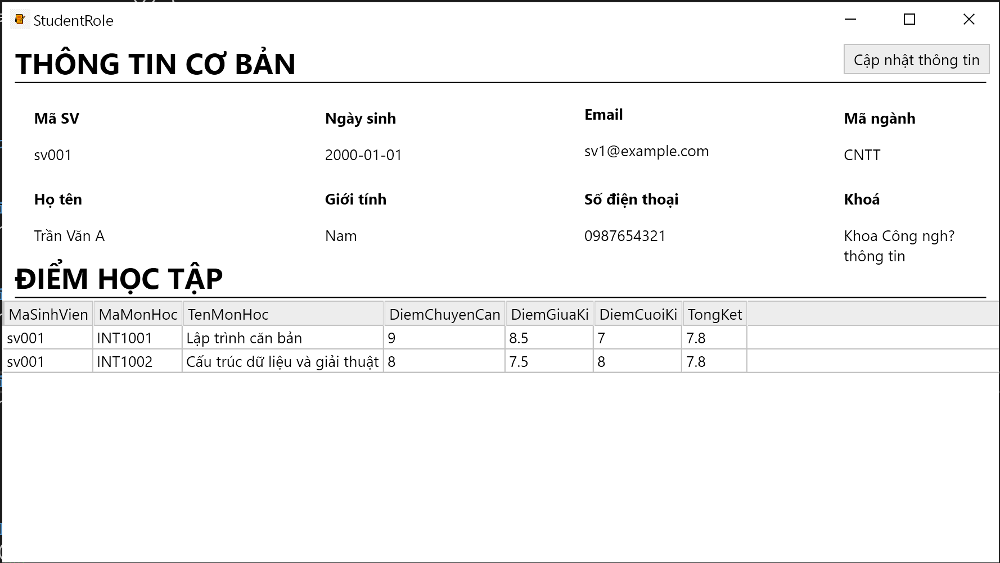 StudentRole
THÔNG TIN CƠ BẢN
Cập nhật thông tin
Mã SV
Ngày sinh
Email
Mã ngành
sv001
2000-01-01
sv1@example.com
CNTT
Họ tên
Giới tính
Số điện thoại
Khoá
Trần Văn A
Nam
0987654321
Khoa Công ngh?
thông tin
ĐIỂM HỌC TẬP
MaSinhVien MaMonHoc TenMonHoc DiemChuyenCan DiemGiuaKi DiemCuoiKi TongKet
sv001 INT1001 Lập trình căn bản 9 8.5 7 7.8
sv001 INT1002 Cấu trúc dữ liệu và giải thuật 8 7.5 8 7.8